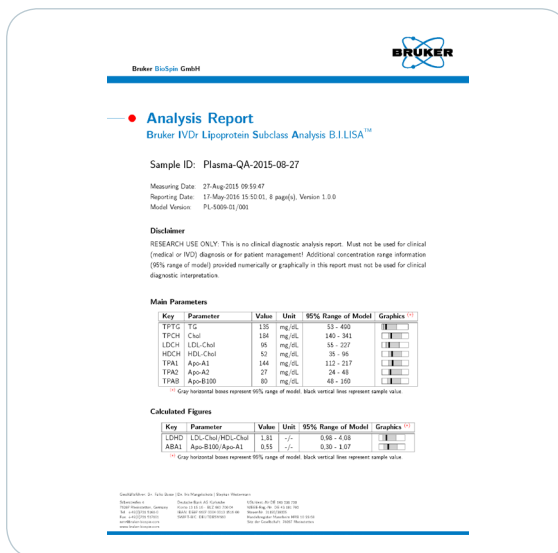 BRUKER
Bruker BioSpin GmbH
Analysis Report
Bruker IVDr Lipoprotein Subclass Analysis B.I.LISA™
Sample ID: Plasma-QA-2015-08-27
Measuring Date: 27-Aug-2015 09:59:47
Reporting Date: 17-May-2016 15:50:01, 6 page(s), Version 1.0.0
Model Version: PL-5009-01/001
Disclaimer
RESEARCH USE ONLY: This is no clinical diagnostic analysis report. Must not be used for clinical
(medical or IVD) diagnosis or for patient management! Additional concentration range information
(95% range of model) provided numerically or graphically in this report must not be used for clinical
diagnostic interpretation.
Main Parameters
Key Parameter Value Unit 95% Range of Model Graphics (*)
TPTG TG 135 mg/dL 53 - 490
TPCH Chol 184 mg/dL 140 - 341
LDCH LDL-Chol 95 mg/dL 55 - 227
HDCH HDL-Chol 52 mg/dL 35 - 96
TPA1 Apo-A1 144 mg/dL 112 - 217
TPA2 Apo-A2 27 mg/dL 24 - 48
TPAB Apo-B100 80 mg/dL 48 - 160
(*) Gray horizontal boxes represent 95% range of model, black vertical lines represent sample value.
Calculated Figures
Key Parameter Value Unit 95% Range of Model Graphics (*)
LDHD LDL-Chol/HDL-Chol 1,81 -/- 0,98 - 4,08
ABA1 Apo-B100/Apo-A1 0,55 -/- 0,30 - 1.07
(*) Gray horizontal boxes represent 95% range of model, black vertical lines represent sample value.